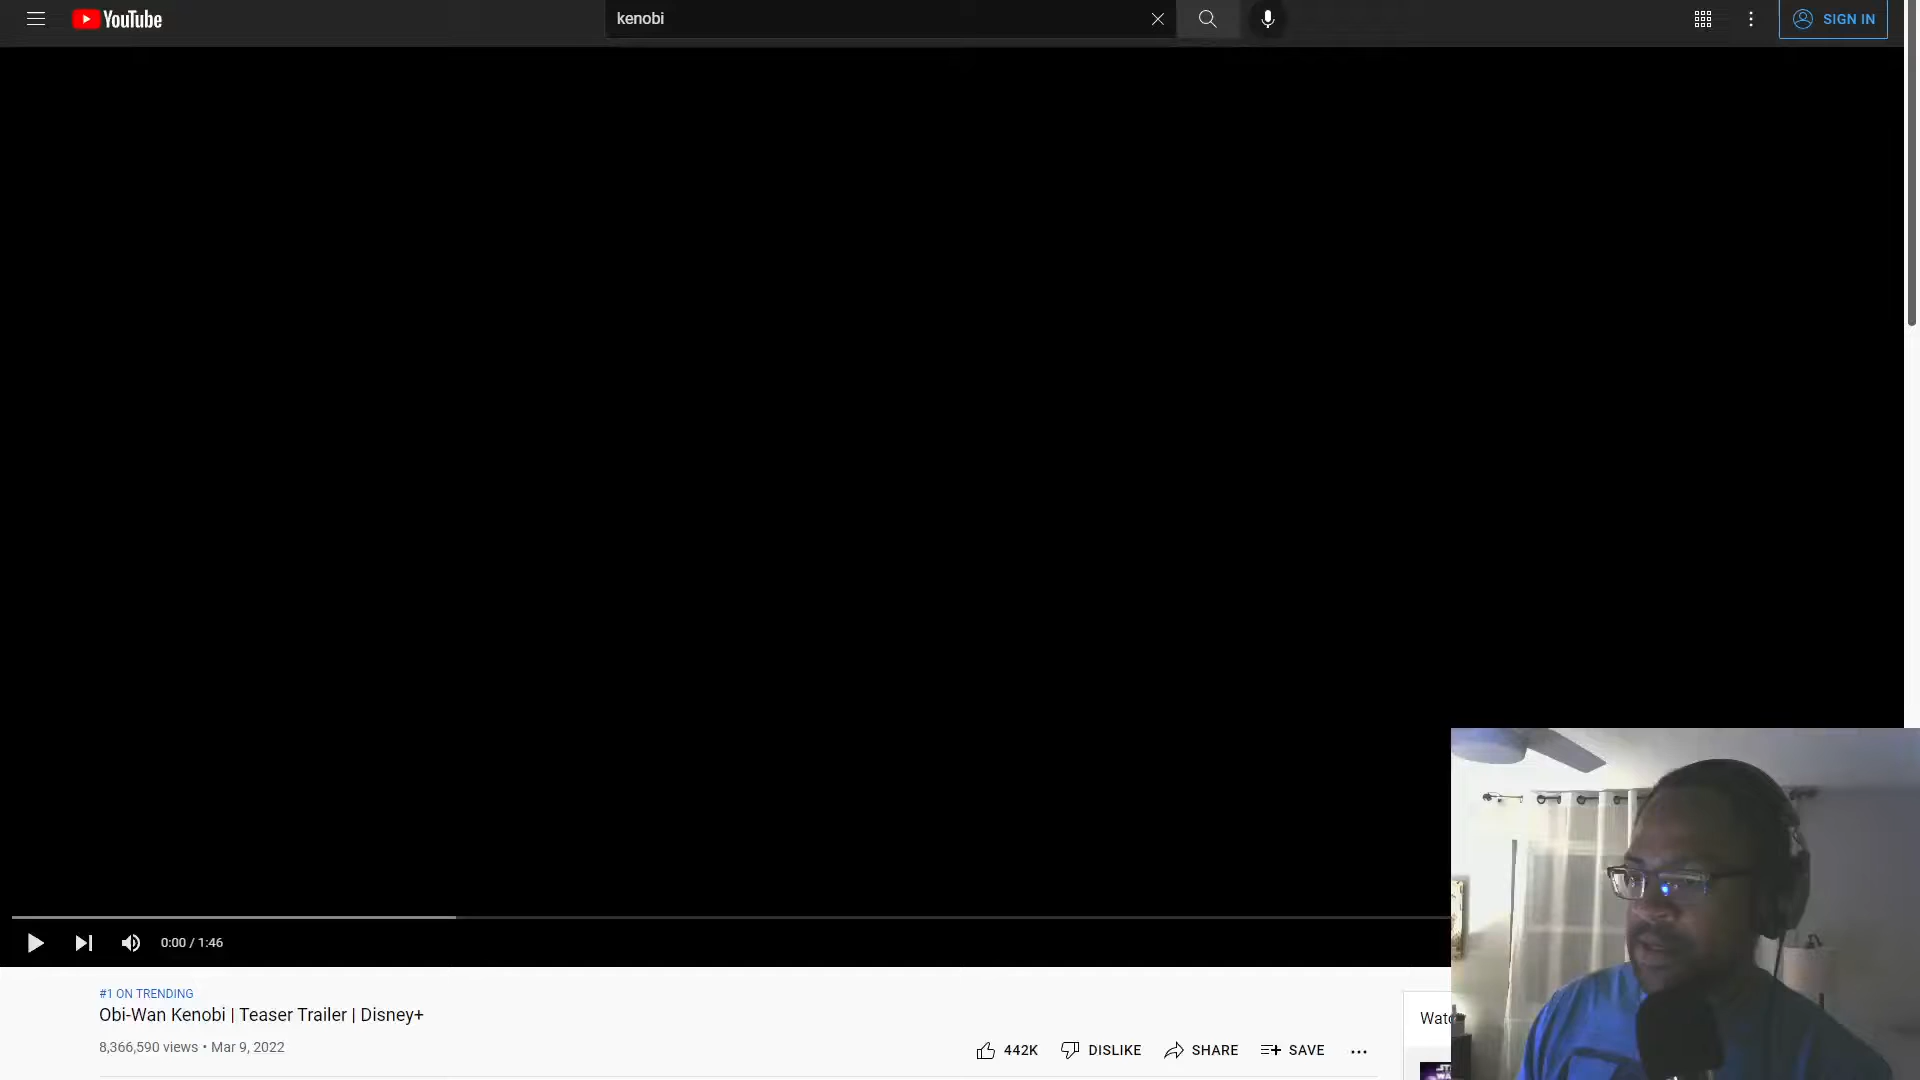 YouTube
kenobi
SIGN IN
0:00 / 1:46
#1 ON TRENDING
Obi-Wan Kenobi | Teaser Trailer | Disney+
8,366,590 views • Mar 9, 2022
442K
DISLIKE
SHARE
SAVE